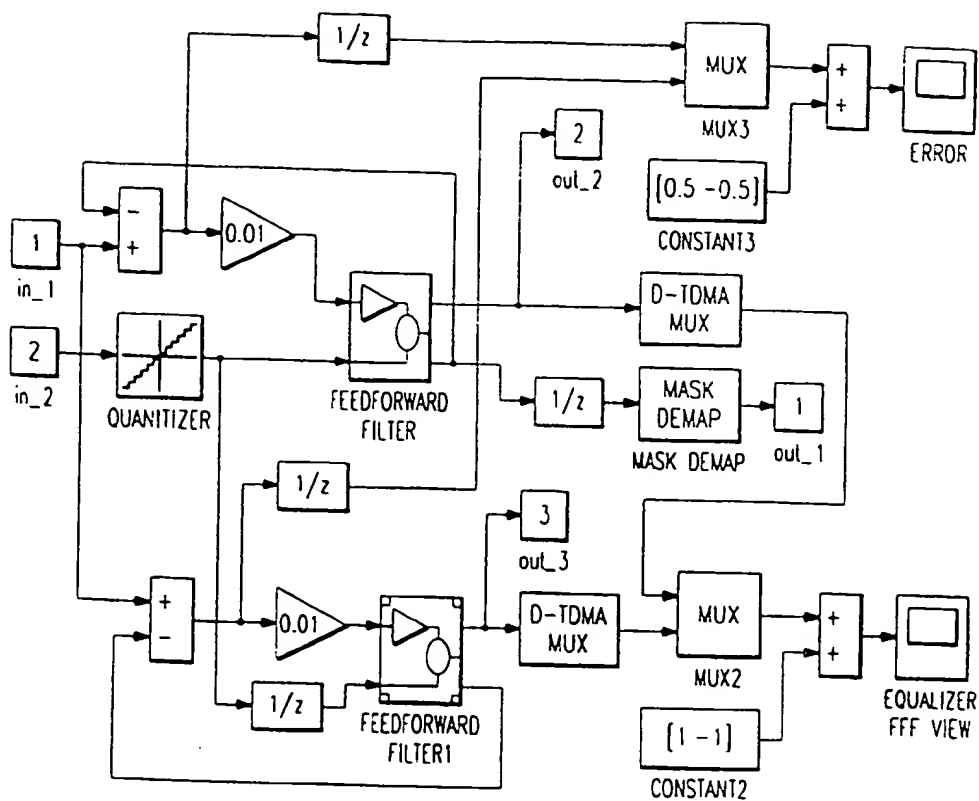 1/z
MUX
MUX3
+
+
ERROR
2
out_2
[0.5 -0.5]
CONSTANT3
-
+
0.01
1
in_1
D-TDMA
MUX
2
in_2
QUANITIZER
FEEDFORWARD
FILTER
1/z
MASK
DEMAP
MASK DEMAP
1
out_1
1/z
3
out_3
+
-
0.01
D-TDMA
MUX
MUX
MUX2
+
+
1/z
FEEDFORWARD
FILTER1
EQUALIZER
FFF VIEW
[1 -1]
CONSTANT2